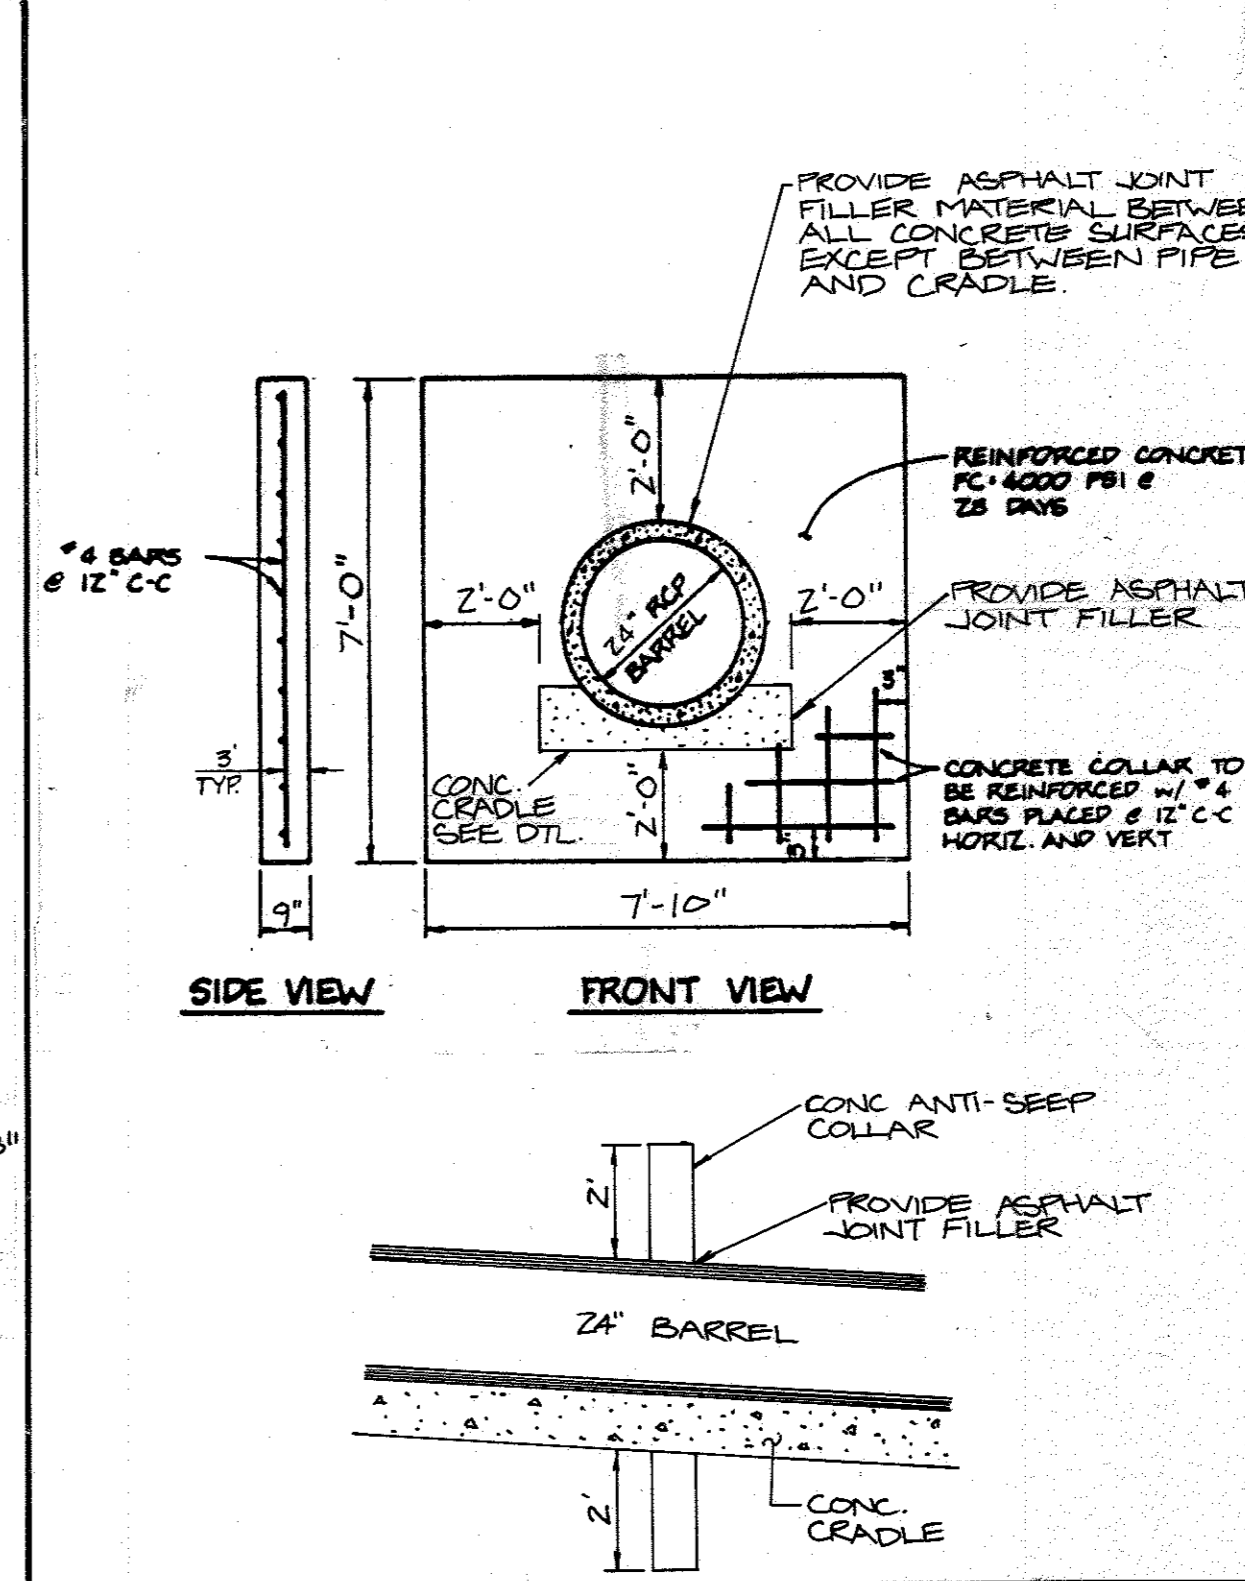 PROVIDE ASPHALT JOINT
FILLER MATERIAL BETWEE
ALL CONCRETE SURFACES
EXCEPT BETWEEN PIPE
AND CRADLE.
REINFORCED CONCRET
FC·4000 PSI @
28 DAYS
#4 BARS
@ 12" C-C
7'-0"
2'-0"
2'-0"
24" RCP
BARREL
2'-0"
PROVIDE ASPHALT
JOINT FILLER
3"
3'
TYP.
CONC.
CRADLE
SEE DTL.
2'-0"
3"
CONCRETE COLLAR TO
BE REINFORCED w/ #4
BARS PLACED @ 12" C-C
HORIZ. AND VERT
9"
7'-10"
SIDE VIEW
FRONT VIEW
CONC ANTI-SEEP
COLLAR
3"
2'
PROVIDE ASPHALT
JOINT FILLER
24" BARREL
2'
CONC.
CRADLE